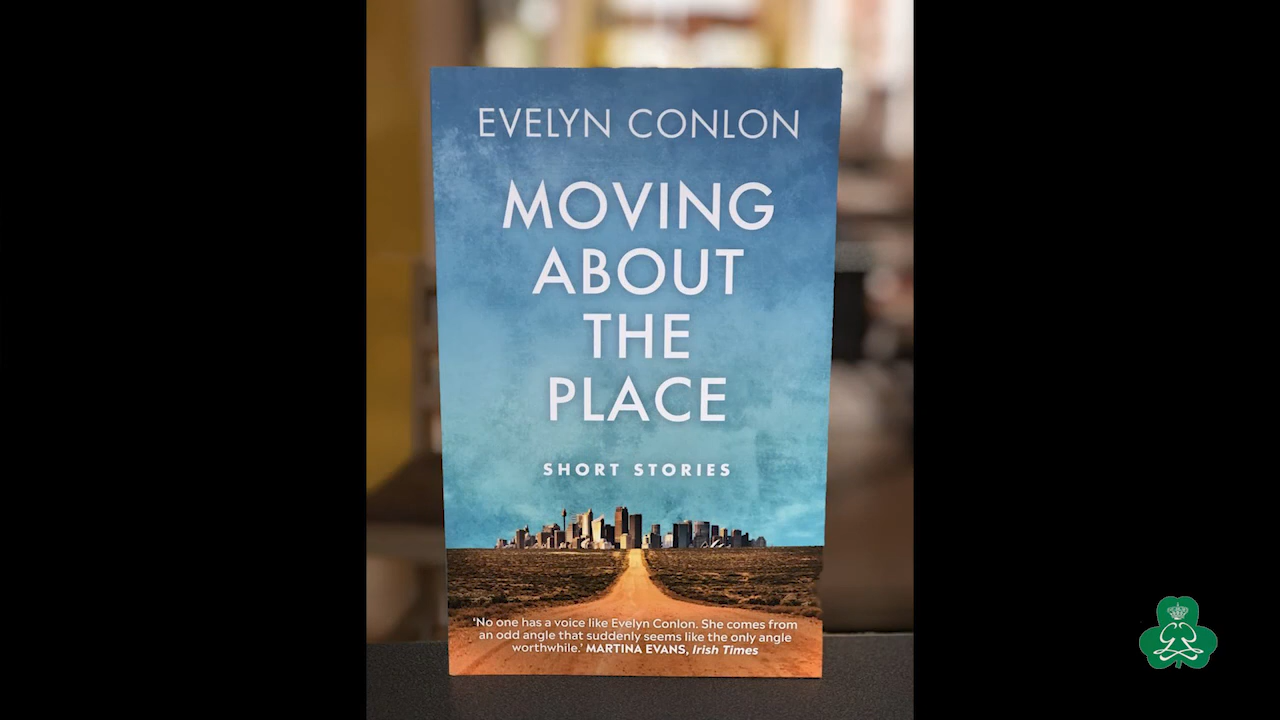 EVELYN CONLON
MOVING
ABOUT
THE
PLACE
SHORT STORIES
‘No one has a voice like Evelyn Conlon. She comes from
an odd angle that suddenly seems like the only angle
worthwhile.’ MARTINA EVANS, Irish Times